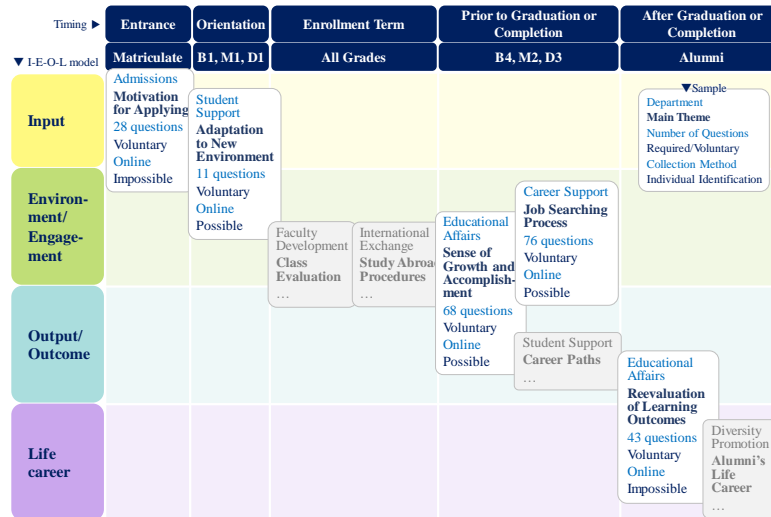 Timing ▶
Entrance
Orientation
Enrollment Term
Prior to Graduation or
Completion
After Graduation or
Completion
▼ I-E-O-L model
Matriculate
B1, M1, D1
All Grades
B4, M2, D3
Alumni
Input
Environ-
ment/
Engage-
ment
Output/
Outcome
Life
career
Admissions
Motivation
for Applying
28 questions
Voluntary
Online
Impossible
Student
Support
Adaptation
to New
Environment
11 questions
Voluntary
Online
Possible
Faculty
Development
Class
Evaluation
…
International
Exchange
Study Abroa
Procedures
…
Educational
Affairs
Sense of
Growth and
Accomplish-
ment
68 questions
Voluntary
Online
Possible
Career Support
Job Searching
Process
76 questions
Voluntary
Online
Possible
Student Support
Career Paths
…
Educational
Affairs
Reevaluation
of Learning
Outcomes
43 questions
Voluntary
Online
Impossible
Diversity
Promotion
Alumni's
Life
Career
…
▼Sample
Department
Main Theme
Number of Questions
Required/Voluntary
Collection Method
Individual Identification